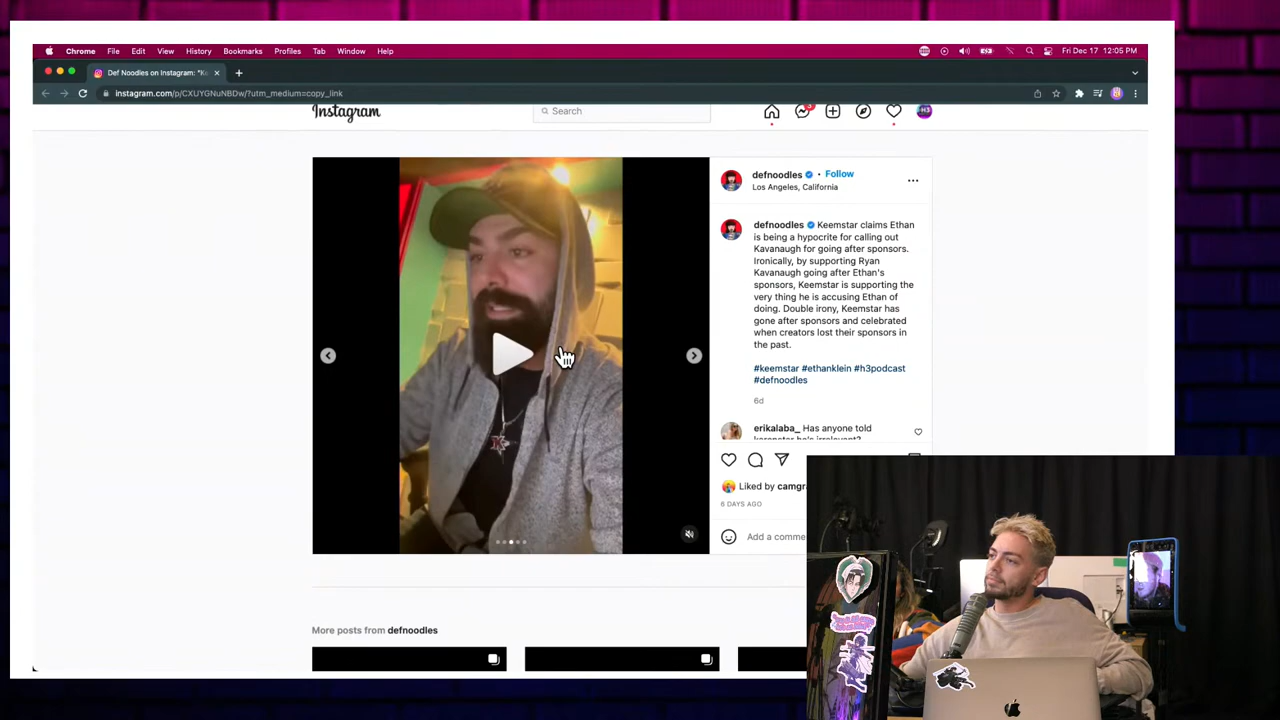 Chrome File Edit View History Bookmarks Profiles Tab Window Help Fri Dec 17 12:05 PM
Def Noodles on Instagram: "Ke
instagram.com/p/CXUYGNuNBDw/?utm_medium=copy_link
Instagram
Search
defnoodles • Follow
Los Angeles, California
defnoodles Keemstar claims Ethan
is being a hypocrite for calling out
Kavanaugh for going after sponsors.
Ironically, by supporting Ryan
Kavanaugh going after Ethan's
sponsors, Keemstar is supporting the
very thing he is accusing Ethan of
doing. Double irony, Keemstar has
gone after sponsors and celebrated
when creators lost their sponsors in
the past.
#keemstar #ethanklein #h3podcast
#defnoodles
6d
erikalaba_ Has anyone told
Liked by camgr
6 DAYS AGO
Add a comme
More posts from defnoodles